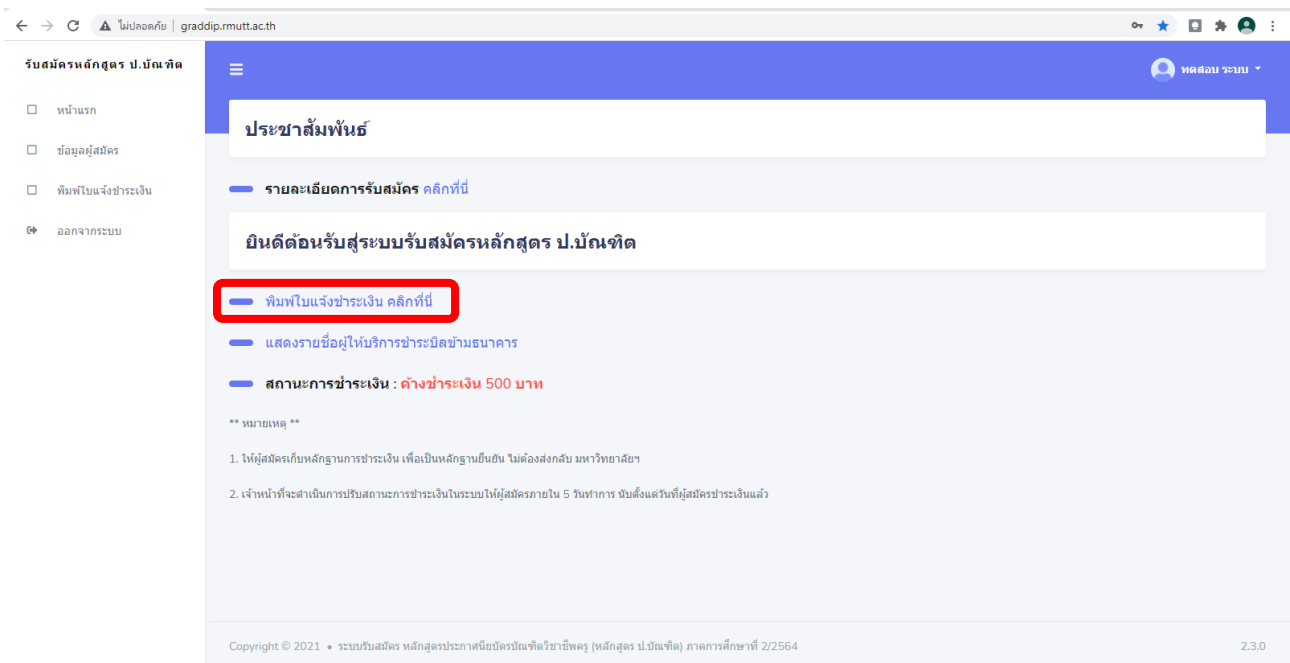 ไม่ปลอดภัย | graddip.rmutt.ac.th
รับสมัครหลักสูตร ป.บัณฑิต
ทดสอบ ระบบ
หน้าแรก
ข้อมูลผู้สมัคร
พิมพ์ใบแจ้งชำระเงิน
ออกจากระบบ
ประชาสัมพันธ์
รายละเอียดการรับสมัคร คลิกที่นี่
ยินดีต้อนรับสู่ระบบรับสมัครหลักสูตร ป.บัณฑิต
พิมพ์ใบแจ้งชำระเงิน คลิกที่นี่
แสดงรายชื่อผู้ให้บริการชำระบิลข้ามธนาคาร
สถานะการชำระเงิน : ค้างชำระเงิน 500 บาท
** หมายเหตุ **
1. ให้ผู้สมัครเก็บหลักฐานการชำระเงิน เพื่อเป็นหลักฐานยืนยัน ไม่ต้องส่งกลับ มหาวิทยาลัยฯ
2. เจ้าหน้าที่จะดำเนินการปรับสถานะการชำระเงินในระบบให้ผู้สมัครภายใน 5 วันทำการ นับตั้งแต่วันที่ผู้สมัครชำระเงินแล้ว
Copyright © 2021 • ระบบรับสมัคร หลักสูตรประกาศนียบัตรบัณฑิตวิชาชีพครู (หลักสูตร ป.บัณฑิต) ภาคการศึกษาที่ 2/2564
2.3.0